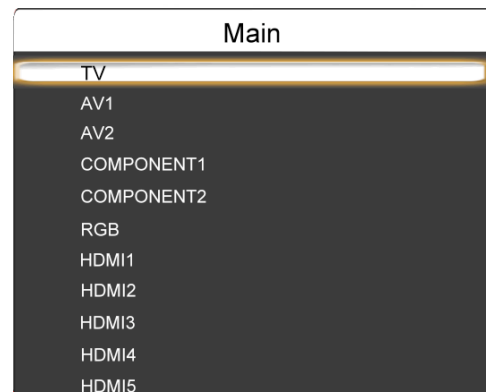 Main
TV
AV1
AV2
COMPONENT1
COMPONENT2
RGB
HDMI1
HDMI2
HDMI3
HDMI4
HDMI5